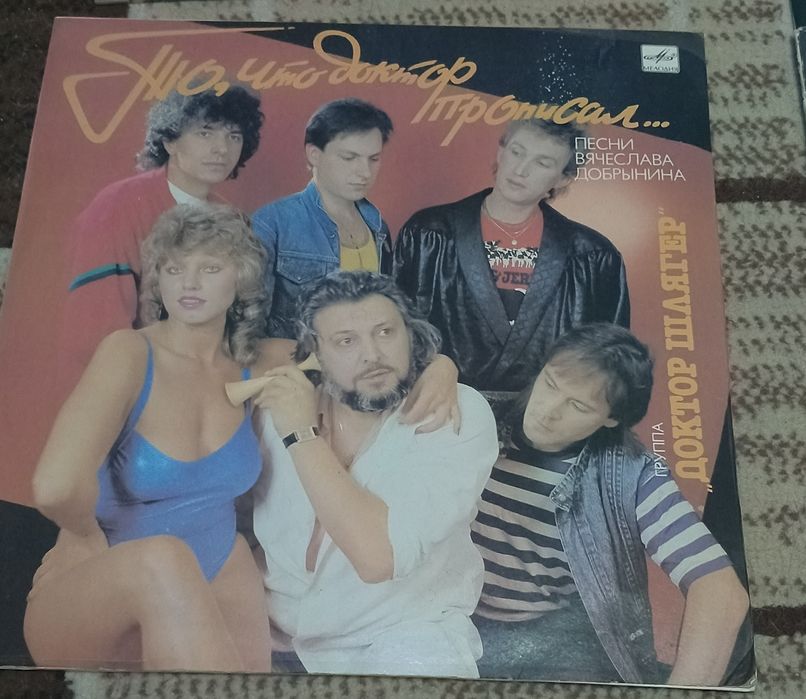 То, что доктор
прописал...
МЕЛОДИЯ
ПЕСНИ
ВЯЧЕСЛАВА
ДОБРЫНИНА
ГРУППА
„ДОКТОР ШЛЯГЕР"